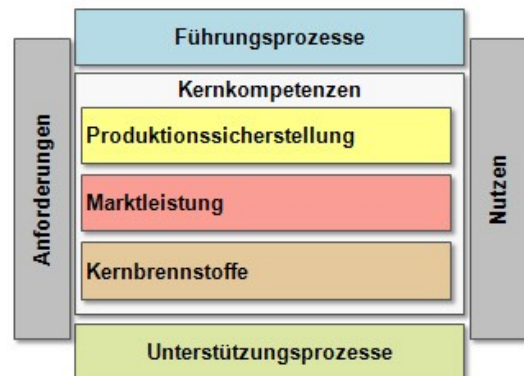 Führungsprozesse
Anforderungen
Kernkompetenzen
Produktionssicherstellung
Marktleistung
Kernbrennstoffe
Nutzen
Unterstützungsprozesse